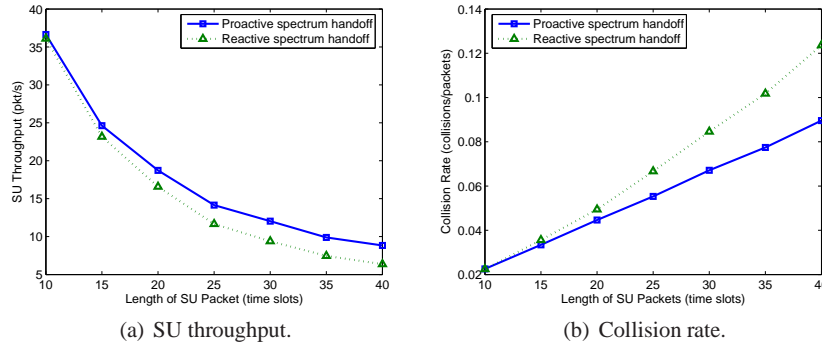 40
35
30
25
20
15
10
5
SU Throughput (pkt/s)
Proactive spectrum handoff
Reactive spectrum handoff
10 15 20 25 30 35 40
Length of SU Packet (time slots)
(a) SU throughput.
0.14
0.12
0.1
0.08
0.06
0.04
0.02
Collision Rate (collisions/packets)
Proactive spectrum handoff
Reactive spectrum handoff
10 15 20 25 30 35 40
Length of SU Packets (time slots)
(b) Collision rate.